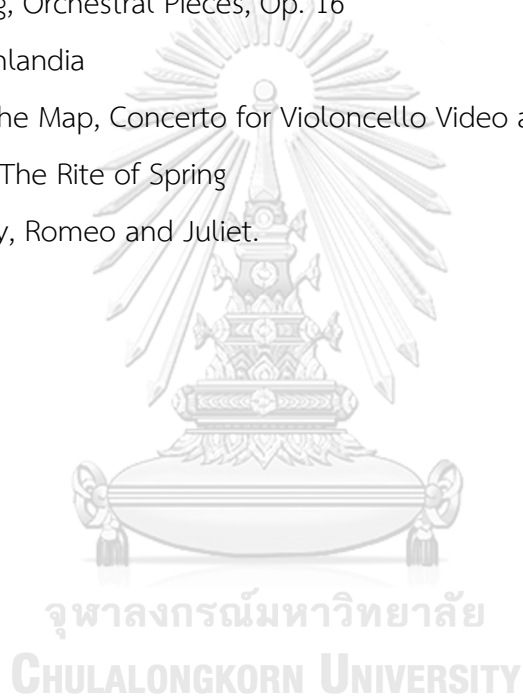 g, Orchestral Pieces, Op. 16
nlandia
he Map, Concerto for Violoncello Video a
The Rite of Spring
y, Romeo and Juliet.
จุฬาลงกรณ์มหาวิทยาลัย
CHULALONGKORN UNIVERSITY